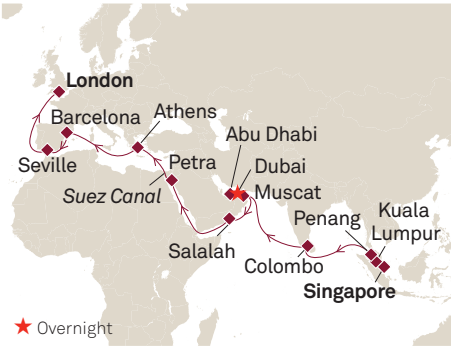 London
Barcelona
Athens
Abu Dhabi
Seville
Petra
Dubai
Suez Canal
Muscat
Penang
Kuala
Lumpur
Salalah
Colombo
Singapore
Overnight